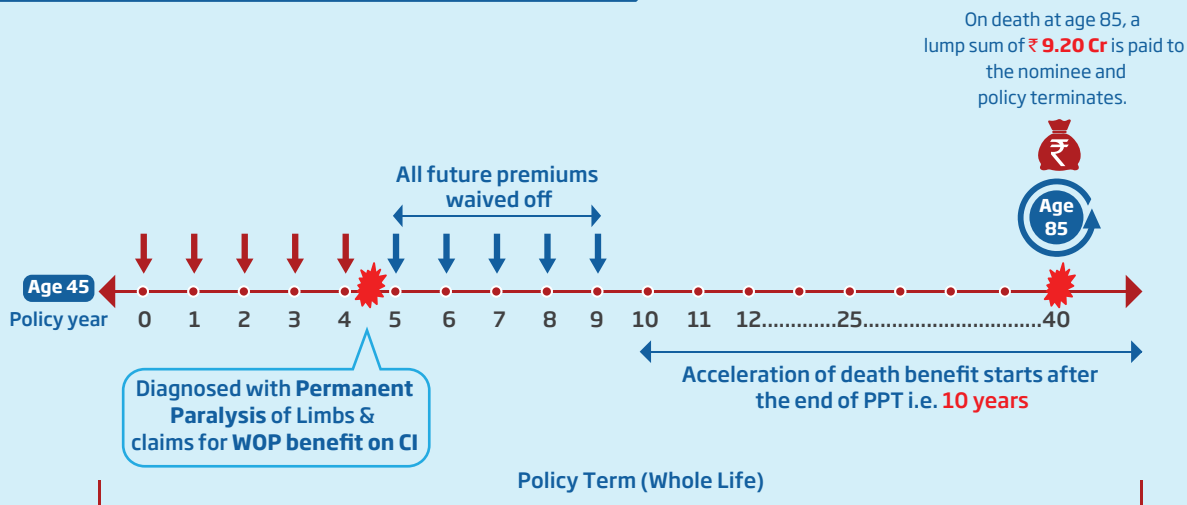 On death at age 85, a
lump sum of ₹ 9.20 Cr is paid to
the nominee and
policy terminates.
₹
All future premiums
waived off
Age
85
Age 45
Policy year 0 1 2 3 4 5 6 7 8 9 10 11 12.............25....................................40
Diagnosed with Permanent
Paralysis of Limbs &
claims for WOP benefit on CI
Acceleration of death benefit starts after
the end of PPT i.e. 10 years
Policy Term (Whole Life)